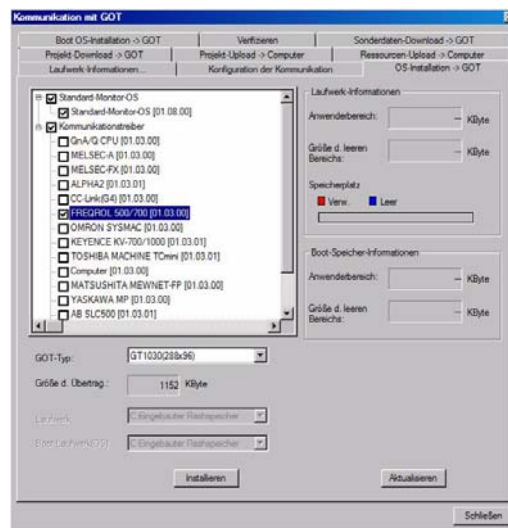 Kommunikation mit GOT
Boot OS-Installation -> GOT
Verifizieren
Sonderdaten-Download -> GOT
Projekt-Download -> GOT
Projekt-Upload -> Computer
Ressourcen-Upload -> Computer
Laufwerk-Informationen...
Konfiguration der Kommunikation
OS-Installation -> GOT
Standard-Monitor-OS
Standard-Monitor-OS [01.08.00]
Kommunikationstreiber
QnA/Q CPU [01.03.00]
MELSEC-A [01.03.00]
MELSEC-FX [01.03.00]
ALPHA2 [01.03.01]
CC-Link(G4) [01.03.00]
FREQROL 500/700 [01.03.00]
OMRON SYSMAC [01.03.00]
KEYENCE KV-700/1000 [01.03.01]
TOSHIBA MACHINE TCmini [01.03.01]
Computer [01.03.00]
MATSUSHITA MEWNET-FP [01.03.00]
YASKAWA MP [01.03.00]
AB SLC500 [01.03.01]
Laufwerk-Informationen
Anwenderbereich: -- KByte
Größe d. leeren
Bereichs: -- KByte
Speicherplatz
Verw. Leer
Boot-Speicher-Informationen
Anwenderbereich: -- KByte
Größe d. leeren
Bereichs: -- KByte
GOT-Typ: GT1030(288x96)
Größe d. Übertrag.: 1152 KByte
Laufwerk: C:Eingebauter Flashspeicher
Boot-Laufwerk(OS): C:Eingebauter Flashspeicher
Installieren
Aktualisieren
Schließen